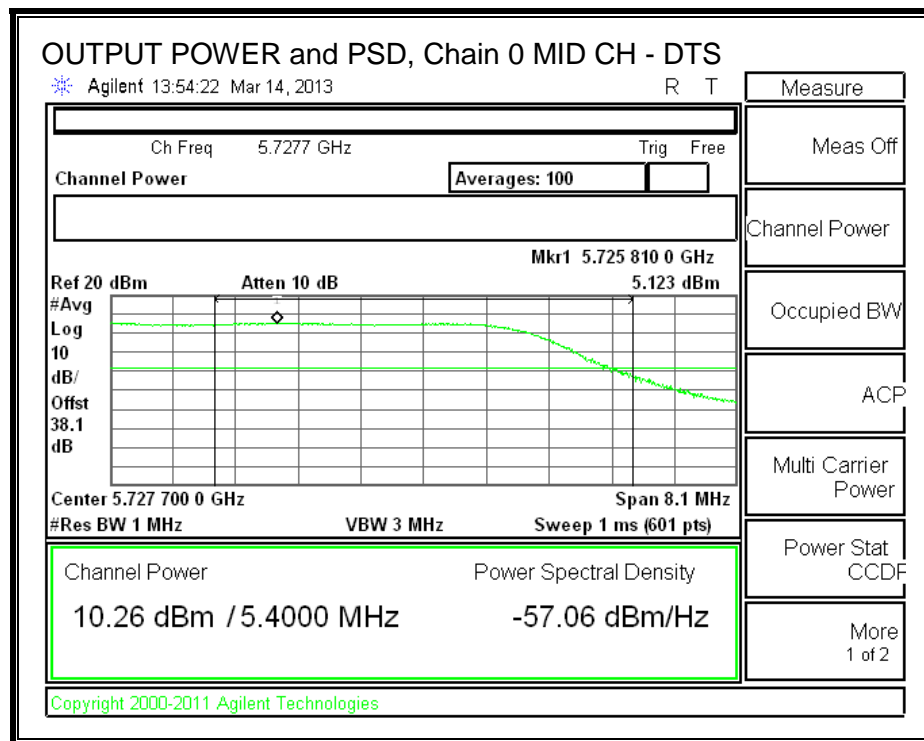 OUTPUT POWER and PSD, Chain 0 MID CH - DTS
Agilent 13:54:22 Mar 14, 2013 R T
Measure
Ch Freq 5.7277 GHz Trig Free
Meas Off
Channel Power Averages: 100
Channel Power
Mkr1 5.725 810 0 GHz
Ref 20 dBm Atten 10 dB 5.123 dBm
#Avg
Log
10
dB/
Offst
38.1
dB
Occupied BW
ACP
Multi Carrier
Power
Center 5.727 700 0 GHz Span 8.1 MHz
#Res BW 1 MHz VBW 3 MHz Sweep 1 ms (601 pts)
Power Stat
CCDF
Channel Power Power Spectral Density
10.26 dBm / 5.4000 MHz -57.06 dBm/Hz
More
1 of 2
Copyright 2000-2011 Agilent Technologies